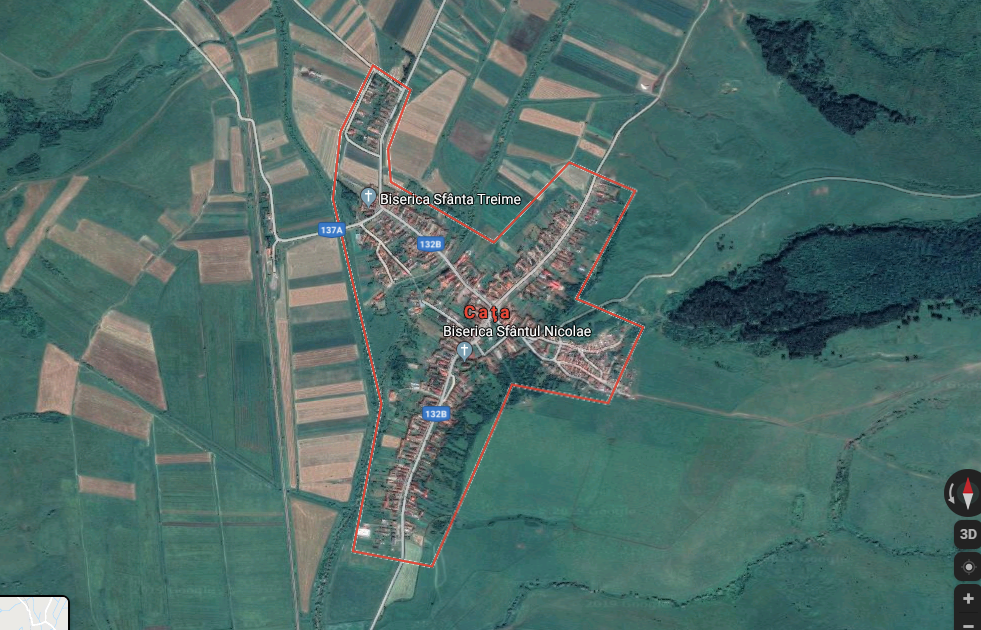 Biserica Sfânta Treime
137A
132B
Cața
Biserica Sfântul Nicolae
132B
3D